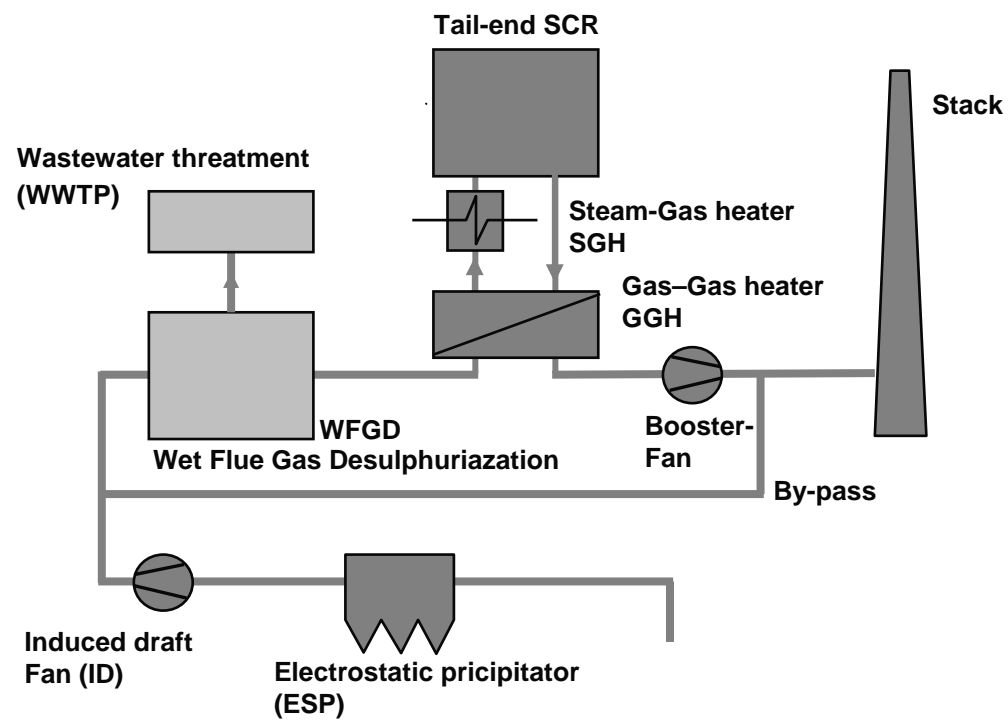 Tail-end SCR
Stack
Wastewater threatment
(WWTP)
Steam-Gas heater
SGH
Gas–Gas heater
GGH
WFGD
Wet Flue Gas Desulphuriazation
Booster-
Fan
By-pass
Induced draft
Fan (ID)
Electrostatic pricipitator
(ESP)